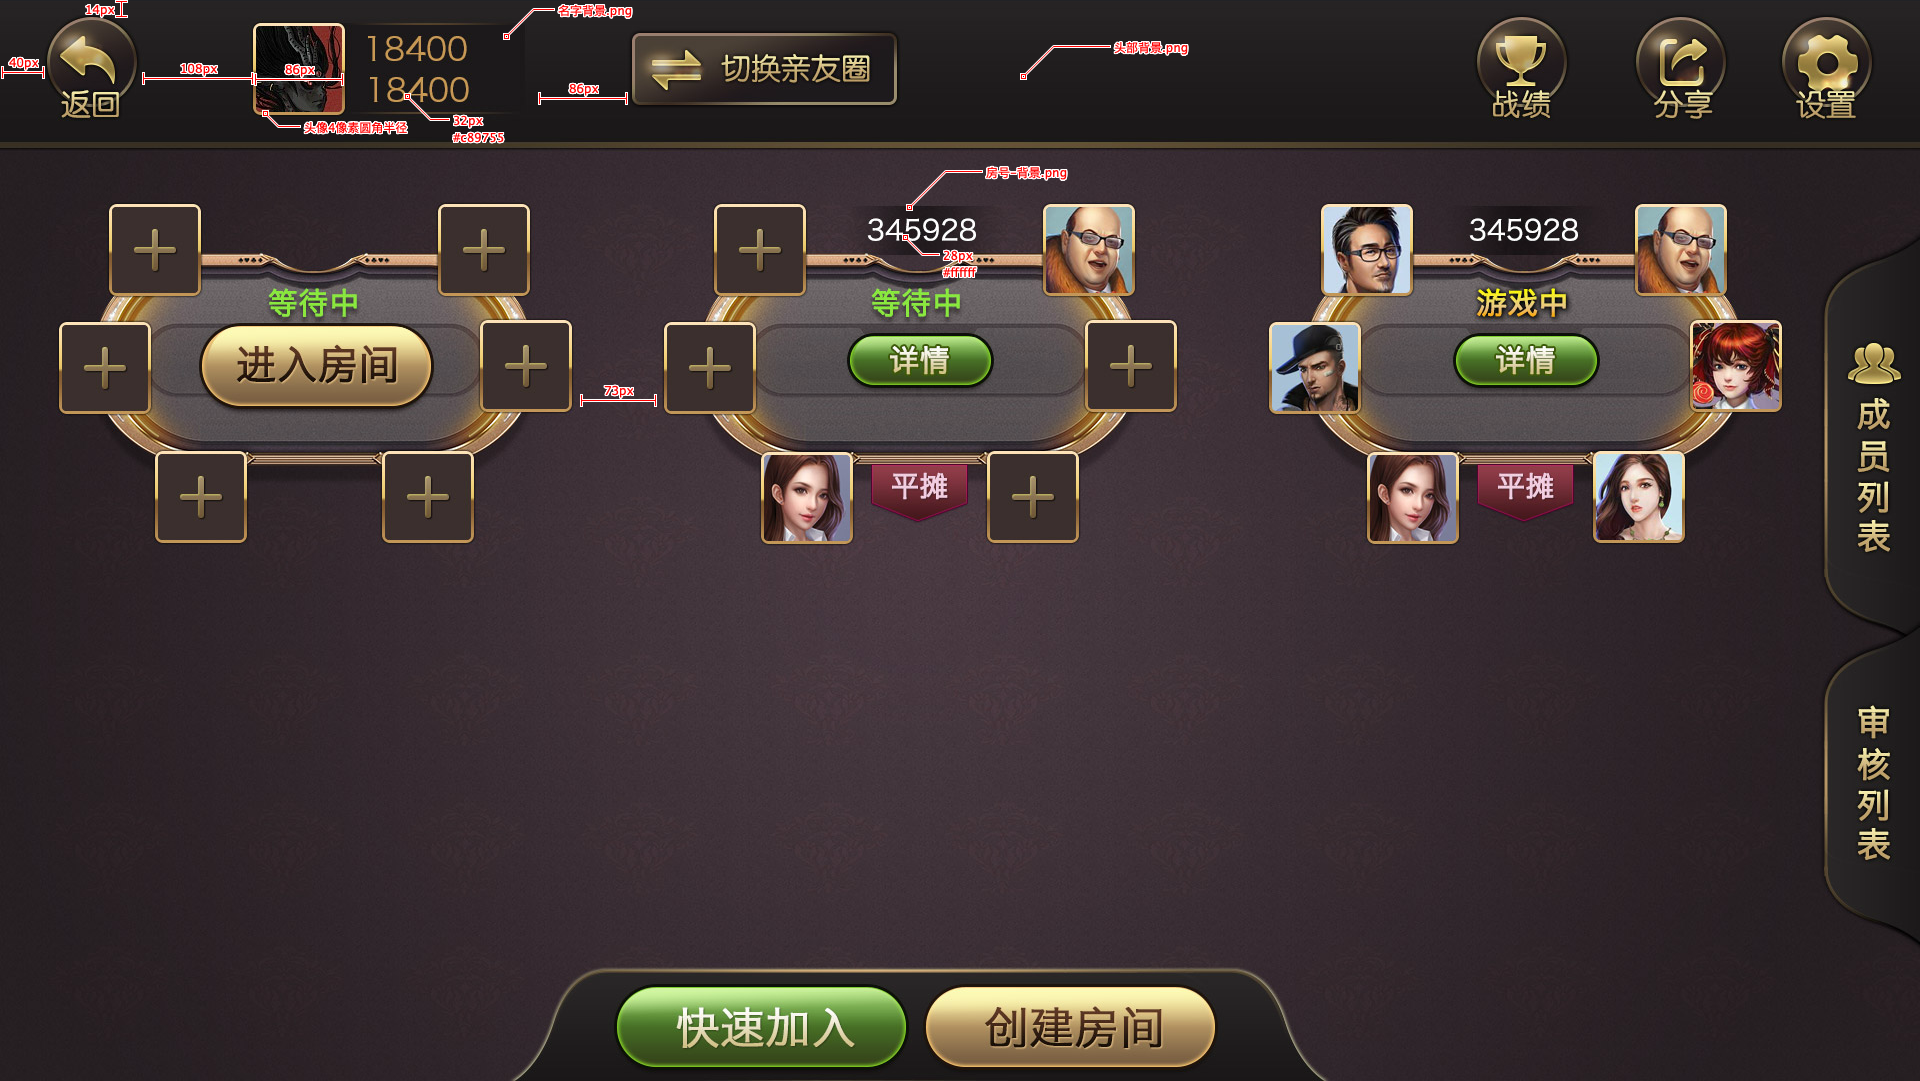 14px
40px
返回
108px
86px
18400
18400
名字背景.png
头像4像素圆角半径
32px
#c89755
86px
切换亲友圈
头部背景.png
战绩
分享
设置
房号-背景.png
345928
28px
#ffffff
345928
等待中
进入房间
73px
等待中
详情
平摊
游戏中
详情
平摊
成员列表
审核列表
快速加入
创建房间